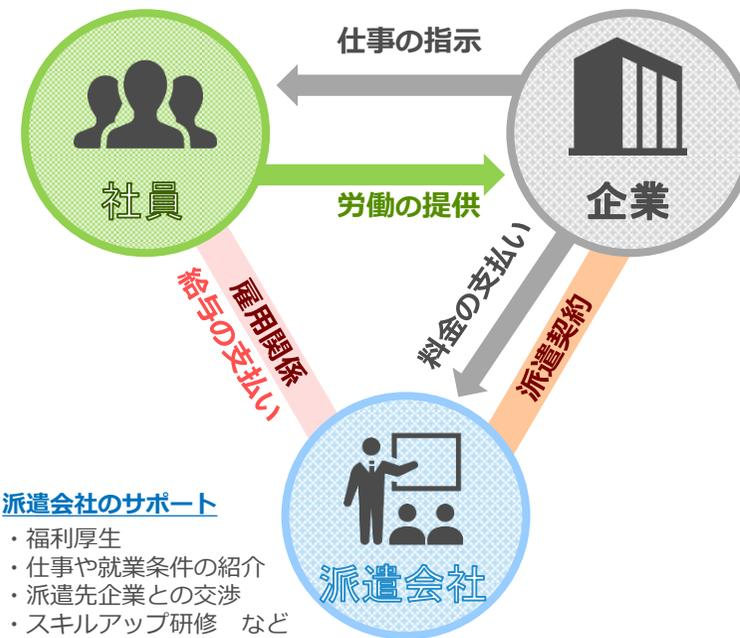 仕事の指示
社員
企業
労働の提供
料金の支払い
派遣契約
雇用関係
給与の支払い
派遣会社
派遣会社のサポート
・福利厚生
・仕事や就業条件の紹介
・派遣先企業との交渉
・スキルアップ研修　など